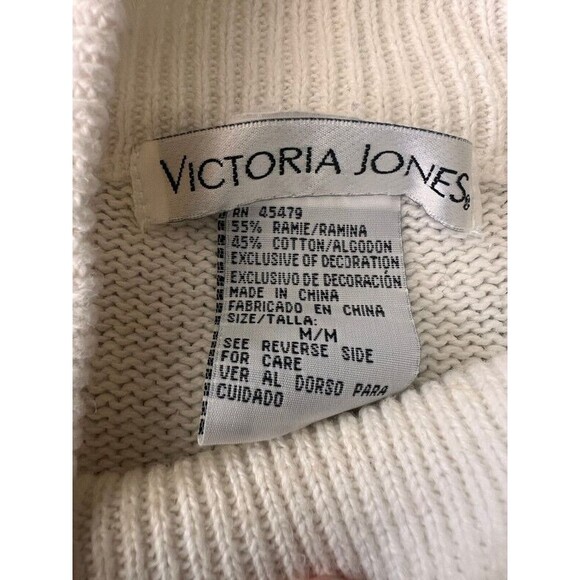 VICTORIA JONES®
RN 45479
55% RAMIE/RAMINA
45% COTTON/ALGODON
EXCLUSIVE OF DECORATION
EXCLUSIVO DE DECORACIÓN
MADE IN CHINA
FABRICADO EN CHINA
SIZE/TALLA:
M/M
SEE REVERSE SIDE
FOR CARE
VER AL DORSO PARA
CUIDADO